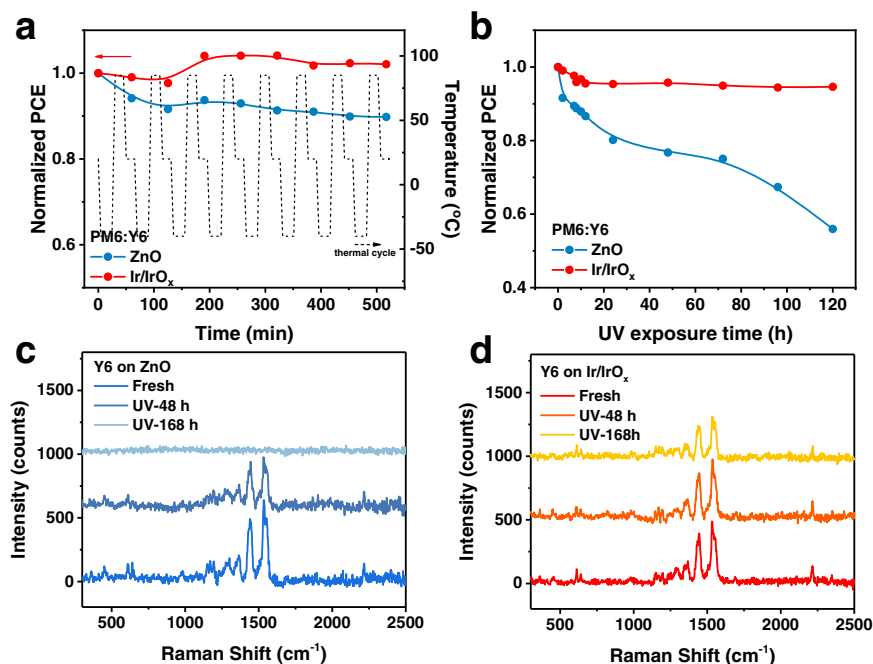 a
Normalized PCE
1.0
0.8
0.6
100
50
0
-50
Temperature (°C)
PM6:Y6
ZnO
Ir/IrOₓ
thermal cycle
0 100 200 300 400 500
Time (min)
b
Normalized PCE
1.0
0.8
0.6
0.4
PM6:Y6
ZnO
Ir/IrOₓ
0 20 40 60 80 100 120
UV exposure time (h)
c
Intensity (counts)
1500
1000
500
0
Y6 on ZnO
Fresh
UV-48 h
UV-168 h
500 1000 1500 2000 2500
Raman Shift (cm⁻¹)
d
Intensity (counts)
1500
1000
500
0
Y6 on Ir/IrOₓ
Fresh
UV-48 h
UV-168h
500 1000 1500 2000 2500
Raman Shift (cm⁻¹)